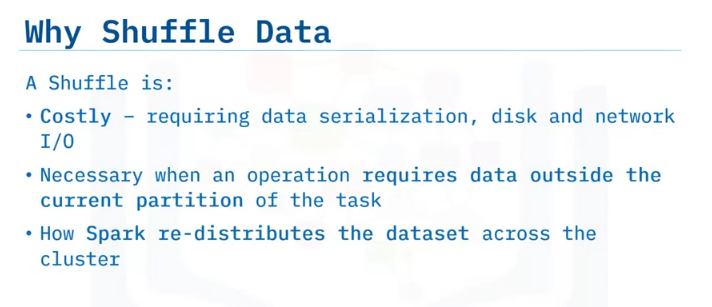 Why Shuffle Data
A Shuffle is:
• Costly – requiring data serialization, disk and network
I/O
• Necessary when an operation requires data outside the
current partition of the task
• How Spark re-distributes the dataset across the
cluster